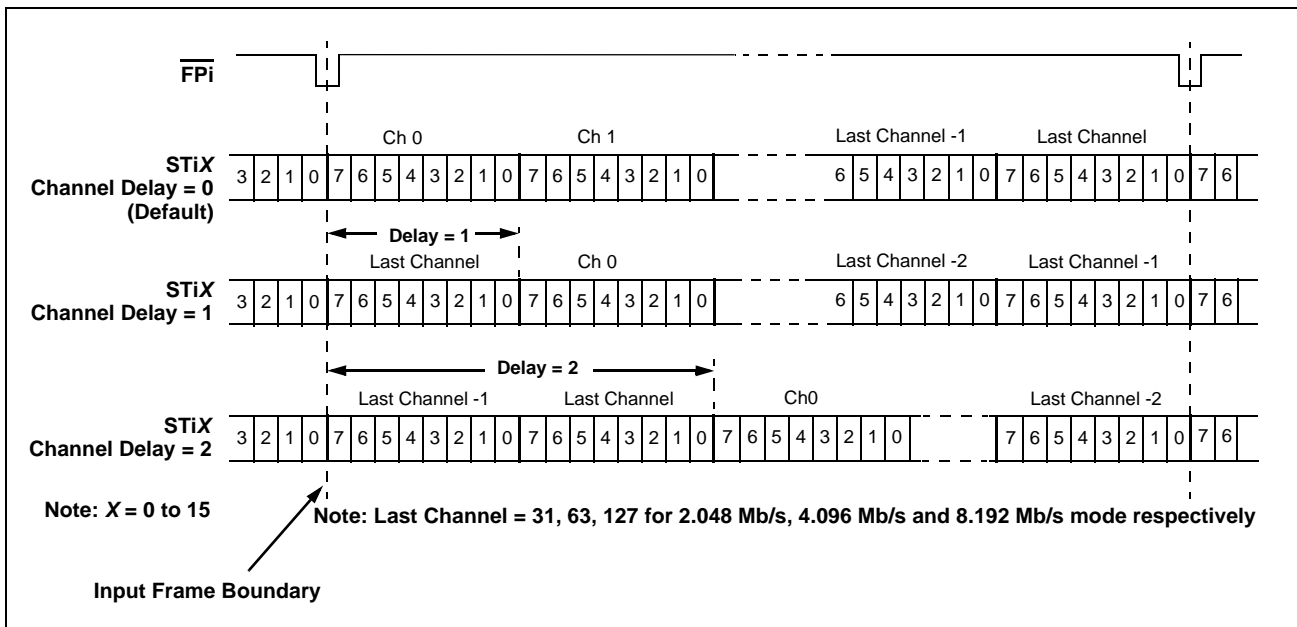 FPi
Ch 0 Ch 1 Last Channel -1 Last Channel
STiX
Channel Delay = 0
(Default)
3 2 1 0 7 6 5 4 3 2 1 0 7 6 5 4 3 2 1 0 6 5 4 3 2 1 0 7 6 5 4 3 2 1 0 7 6
Delay = 1
Last Channel Ch 0 Last Channel -2 Last Channel -1
STiX
Channel Delay = 1
3 2 1 0 7 6 5 4 3 2 1 0 7 6 5 4 3 2 1 0 6 5 4 3 2 1 0 7 6 5 4 3 2 1 0 7 6
Delay = 2
Last Channel -1 Last Channel Ch0 Last Channel -2
STiX
Channel Delay = 2
3 2 1 0 7 6 5 4 3 2 1 0 7 6 5 4 3 2 1 0 7 6 5 4 3 2 1 0 7 6 5 4 3 2 1 0 7 6
Note: X = 0 to 15
Note: Last Channel = 31, 63, 127 for 2.048 Mb/s, 4.096 Mb/s and 8.192 Mb/s mode respectively
Input Frame Boundary